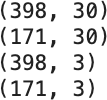 (398, 30)
(171, 30)
(398, 3)
(171, 3)